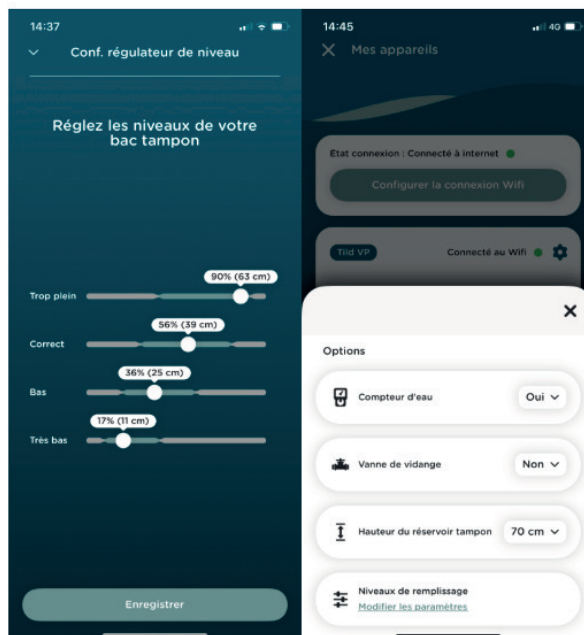 14:37
Conf. régulateur de niveau
Réglez les niveaux de votre
bac tampon
90% (63 cm)
Trop plein
56% (39 cm)
Correct
36% (25 cm)
Bas
17% (11 cm)
Très bas
Enregistrer
14:45
4G
Mes appareils
Etat connexion : Connecté à internet
Configurer la connexion Wifi
Tild VP
Connecté au Wifi
Options
Compteur d'eau
Oui
Vanne de vidange
Non
Hauteur du réservoir tampon
70 cm
Niveaux de remplissage
Modifier les paramètres